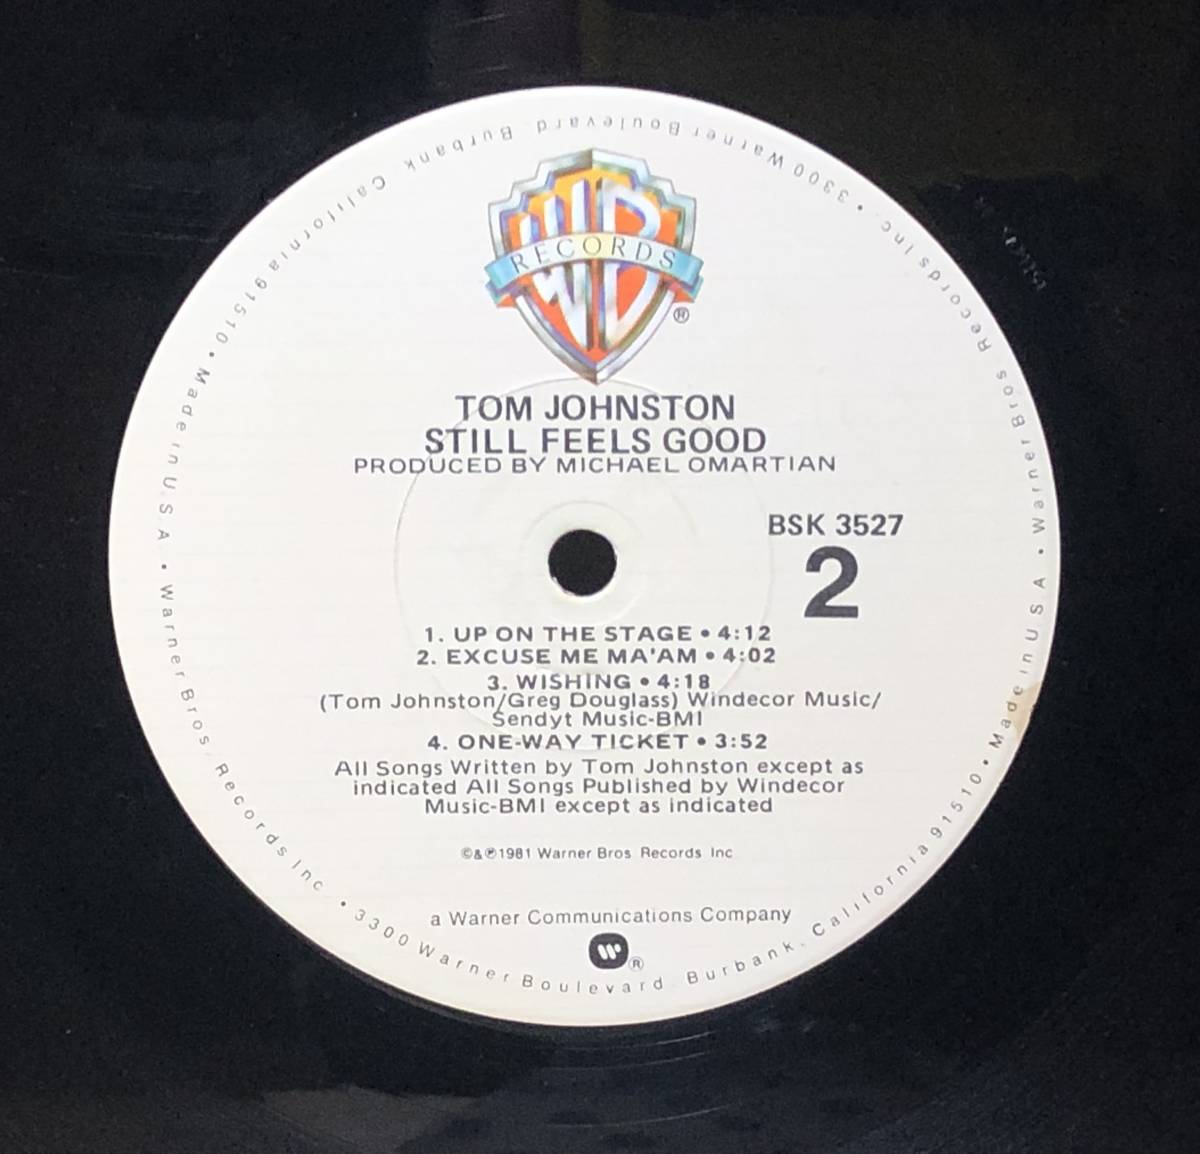 WB
RECORDS
®
TOM JOHNSTON
STILL FEELS GOOD
PRODUCED BY MICHAEL OMARTIAN
BSK 3527
2
1. UP ON THE STAGE • 4:12
2. EXCUSE ME MA'AM • 4:02
3. WISHING • 4:18
(Tom Johnston/Greg Douglass) Windecor Music/
Sendyt Music-BMI
4. ONE-WAY TICKET • 3:52
All Songs Written by Tom Johnston except as
indicated All Songs Published by Windecor
Music-BMI except as indicated
©&℗1981 Warner Bros Records Inc
a Warner Communications Company
®
Warner Bros. Records Inc. • 3300 Warner Boulevard. Burbank. California 91510 • Made in U.S.A. • Warner Bros Records Inc. • 3300 Warner Boulevard Burbank California 91510 • Made in U.S.A. •